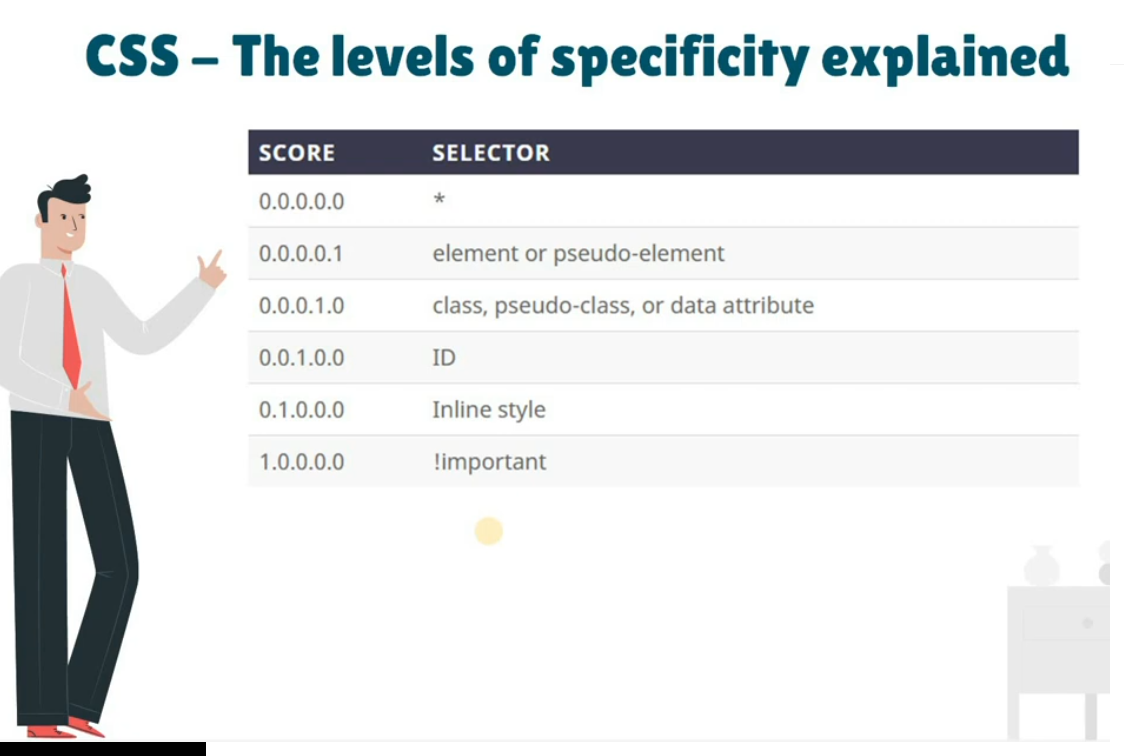 CSS – The levels of specificity explained
SCORE SELECTOR
0.0.0.0.0 *
0.0.0.0.1 element or pseudo-element
0.0.0.1.0 class, pseudo-class, or data attribute
0.0.1.0.0 ID
0.1.0.0.0 Inline style
1.0.0.0.0 !important